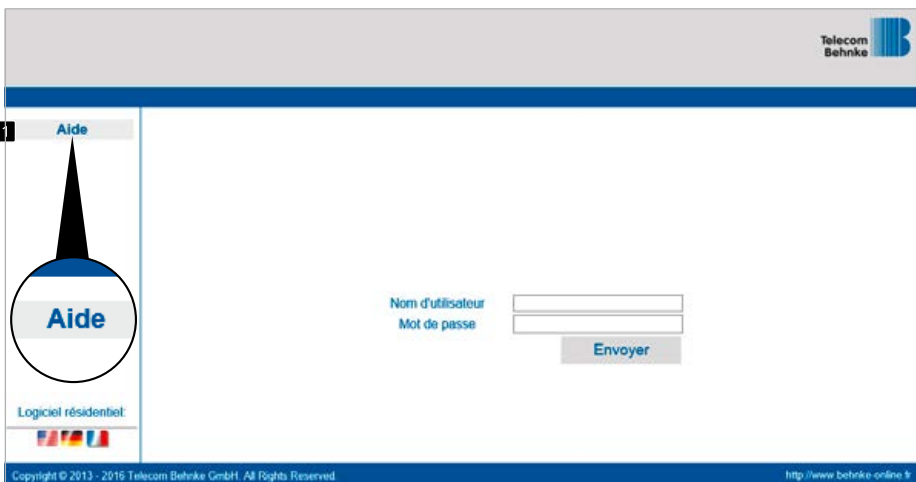 Telecom
Behnke
1
Aide
Aide
Nom d'utilisateur
Mot de passe
Envoyer
Logiciel résidentiel:
Copyright © 2013 - 2016 Telecom Behnke GmbH. All Rights Reserved.
http://www.behnke-online.fr